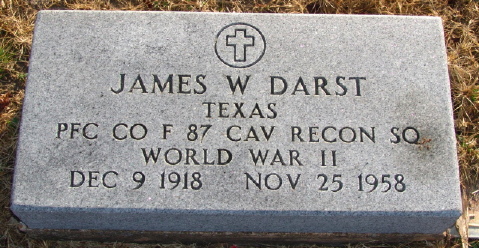 JAMES W DARST
TEXAS
PFC CO F 87 CAV RECON SQ
WORLD WAR II
DEC 9 1918 NOV 25 1958